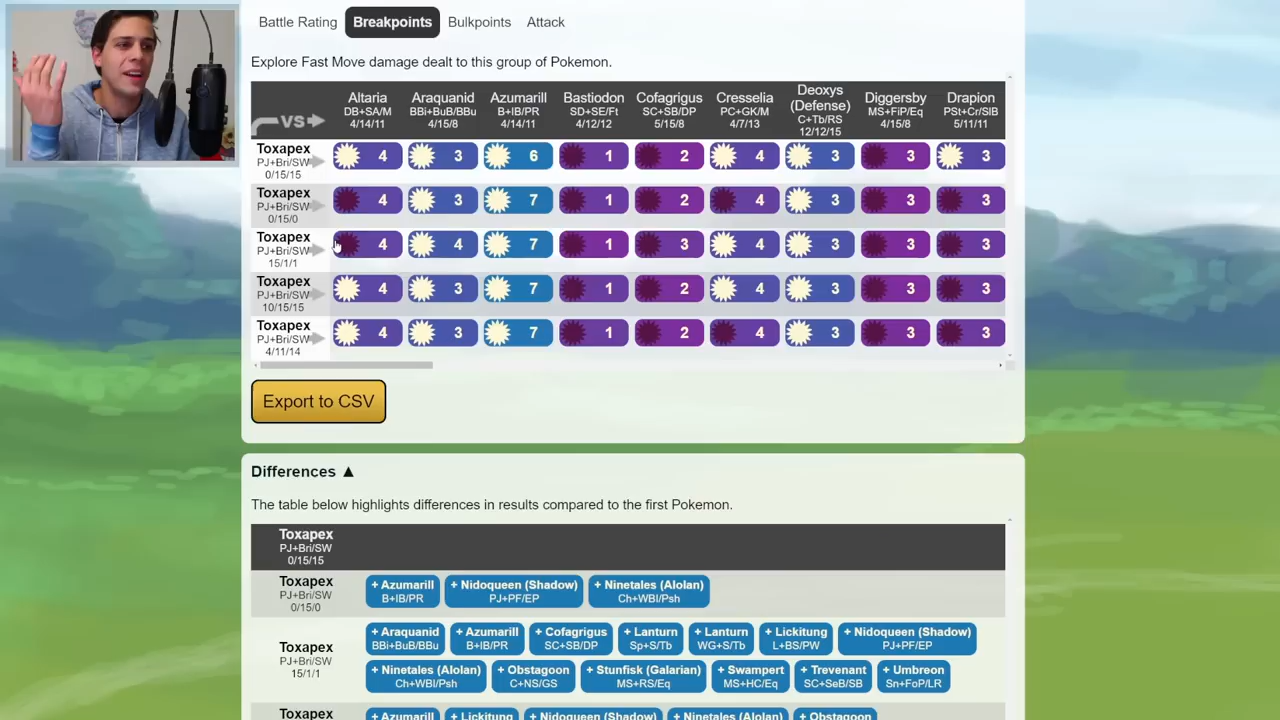 Battle Rating Breakpoints Bulkpoints Attack
Explore Fast Move damage dealt to this group of Pokemon.
VS Altaria Araquanid Azumarill Bastiodon Cofagrigus Cresselia Deoxys (Defense) Diggersby Drapion
DB+SA/M BBi+BuB/BBu B+IB/PR SD+SE/Ft SC+SB/DP PC+GK/M C+Tb/RS MS+FiP/Eq PSt+Cr/SlB
4/14/11 4/15/8 4/14/11 4/12/12 5/15/8 4/7/13 12/12/15 4/15/8 5/11/11
Toxapex
PJ+Bri/SW 4 3 6 1 2 4 3 3 3
0/15/15
Toxapex
PJ+Bri/SW 4 3 7 1 2 4 3 3 3
0/15/0
Toxapex
PJ+Bri/SW 4 4 7 1 3 4 3 3 3
15/1/1
Toxapex
PJ+Bri/SW 4 3 7 1 2 4 3 3 3
10/15/15
Toxapex
PJ+Bri/SW 4 3 7 1 2 4 3 3 3
4/11/14
Export to CSV
Differences ▲
The table below highlights differences in results compared to the first Pokemon.
Toxapex
PJ+Bri/SW
0/15/15
Toxapex
PJ+Bri/SW
0/15/0
+ Azumarill + Nidoqueen (Shadow) + Ninetales (Alolan)
B+IB/PR PJ+PF/EP Ch+WBl/Psh
Toxapex
PJ+Bri/SW
15/1/1
+ Araquanid + Azumarill + Cofagrigus + Lanturn + Lanturn + Lickitung + Nidoqueen (Shadow)
BBi+BuB/BBu B+IB/PR SC+SB/DP Sp+S/Tb WG+S/Tb L+BS/PW PJ+PF/EP
+ Ninetales (Alolan) + Obstagoon + Stunfisk (Galarian) + Swampert + Trevenant + Umbreon
Ch+WBl/Psh C+NS/GS MS+RS/Eq MS+HC/Eq SC+SeB/SB Sn+FoP/LR
Toxapex + Azumarill + Lickitung + Nidoqueen (Shadow) + Ninetales (Alolan) + Obstagoon